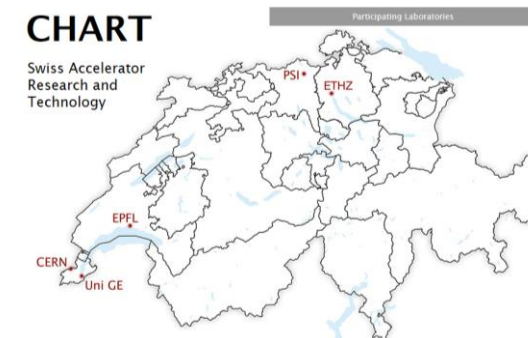 CHART
Participating Laboratories
Swiss Accelerator
Research and
Technology
PSI
ETHZ
EPFL
CERN
Uni GE